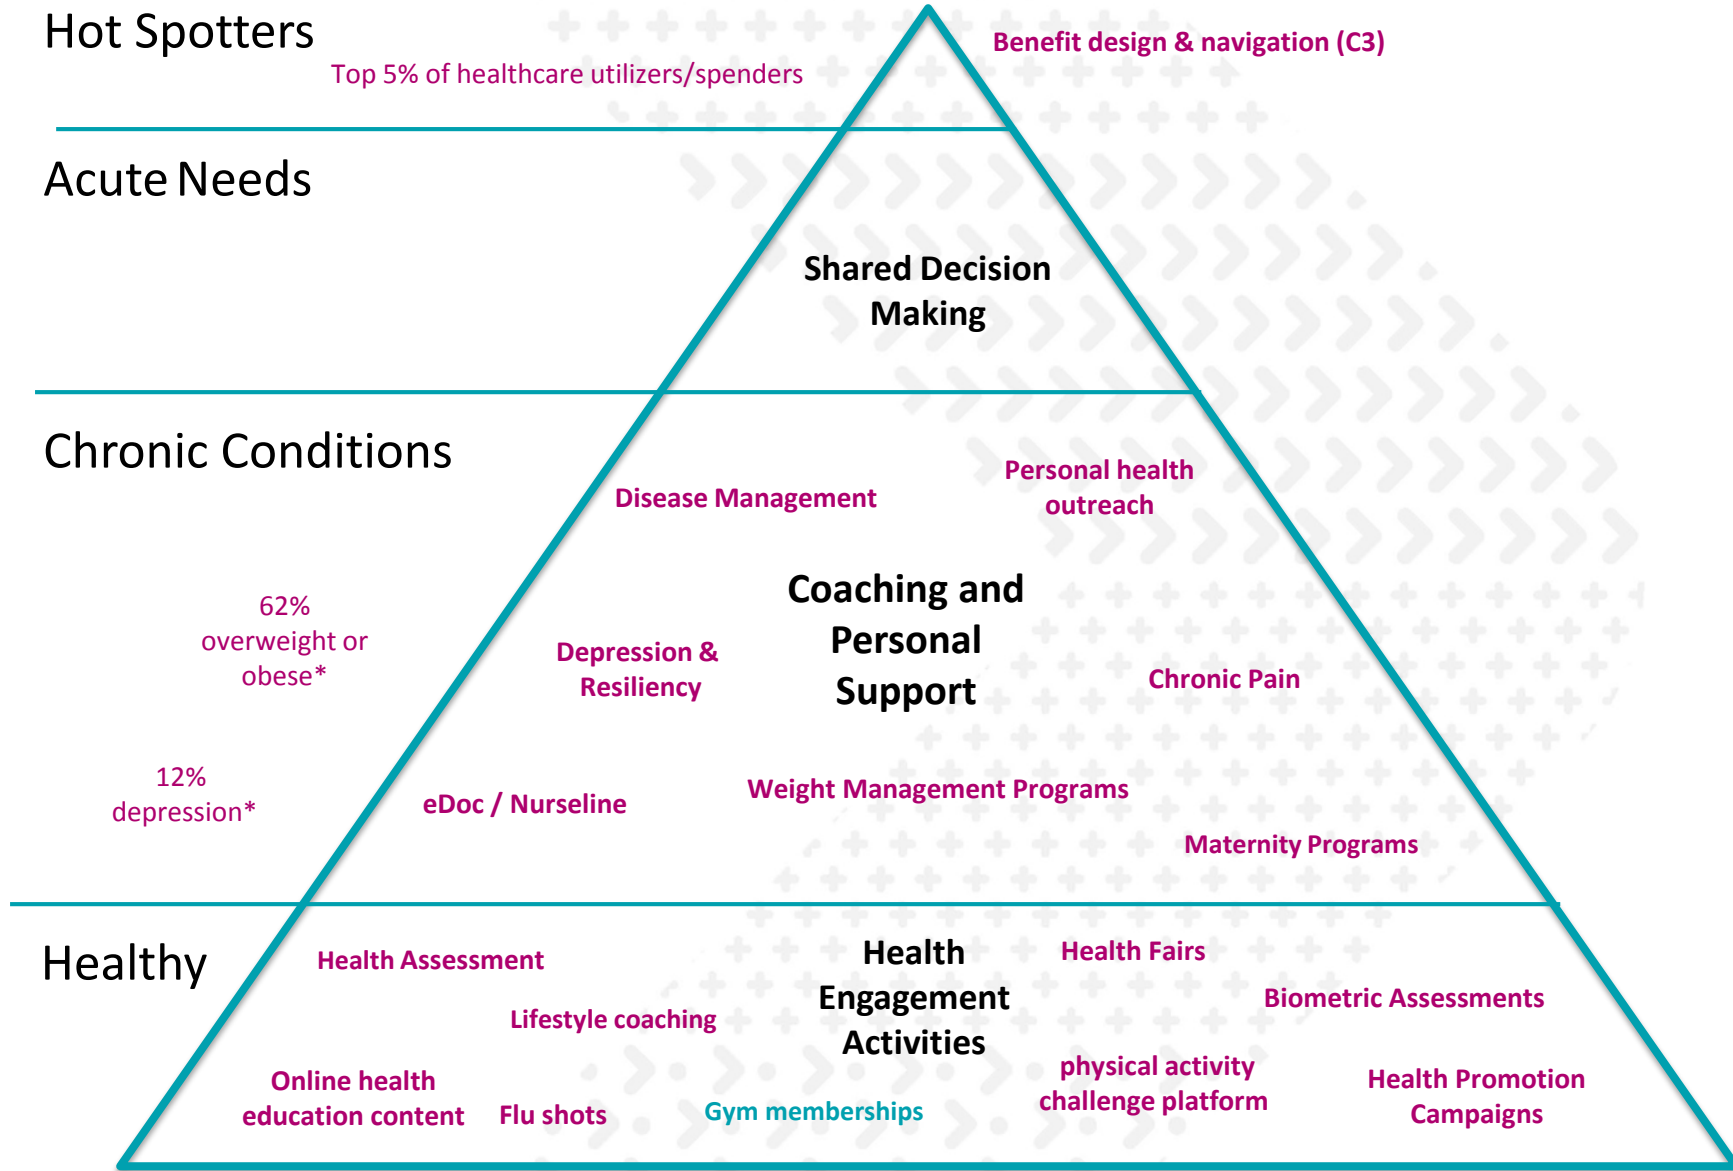 Hot Spotters
Benefit design & navigation (C3)
Top 5% of healthcare utilizers/spenders
Acute Needs
Shared Decision
Making
Chronic Conditions
Disease Management
Personal health
outreach
Coaching and
Personal
Support
62%
overweight or
obese*
Depression &
Resiliency
Chronic Pain
12%
depression*
eDoc / Nurseline
Weight Management Programs
Maternity Programs
Healthy
Health Assessment
Health
Engagement
Activities
Health Fairs
Biometric Assessments
Lifestyle coaching
Online health
education content
Flu shots
Gym memberships
physical activity
challenge platform
Health Promotion
Campaigns